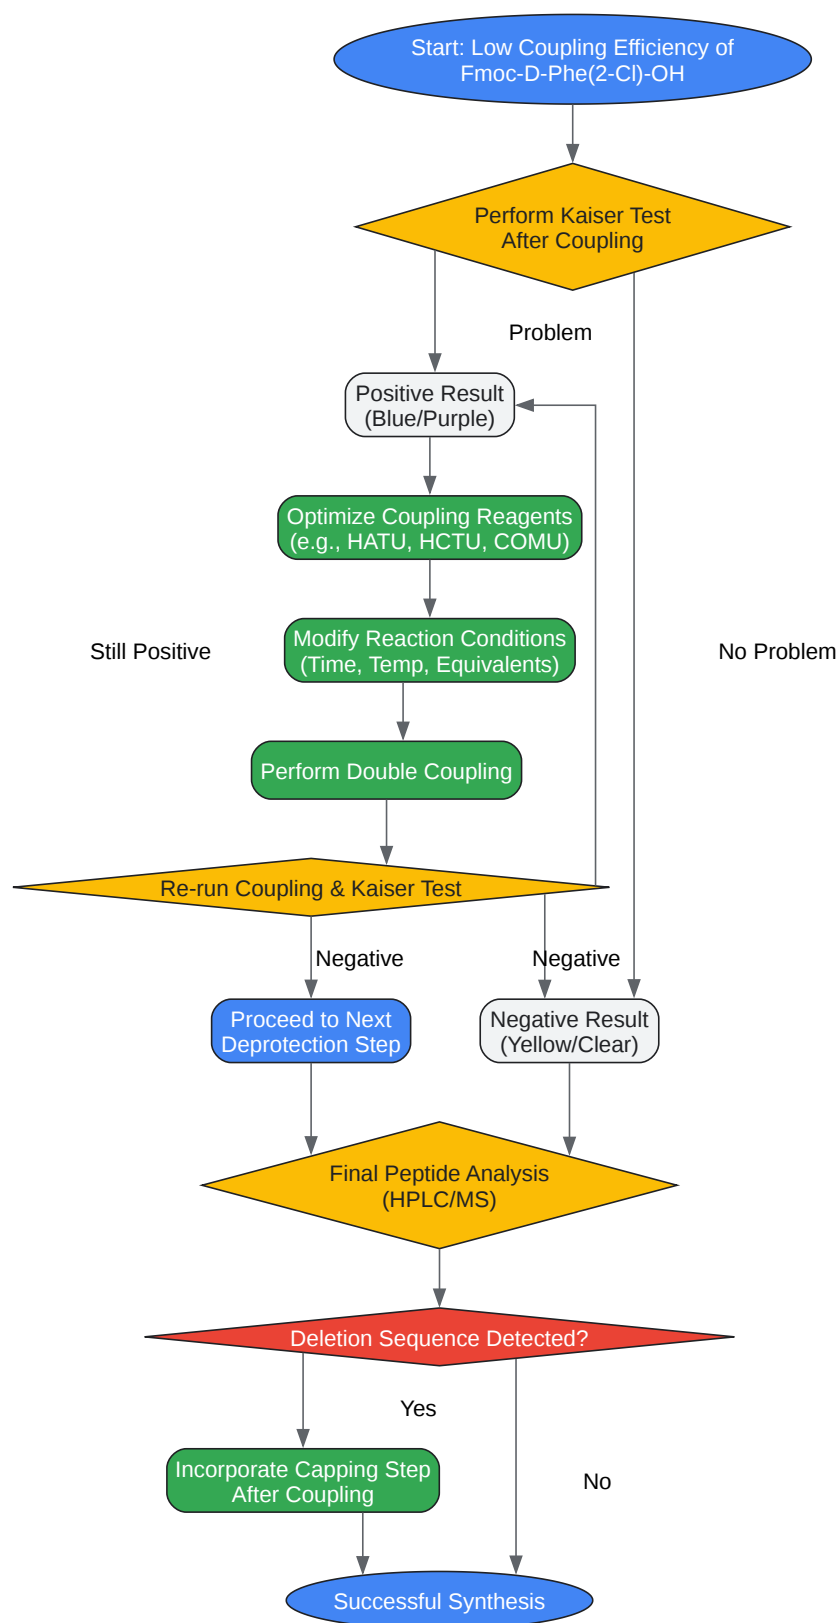 Start: Low Coupling Efficiency of
Fmoc-D-Phe(2-Cl)-OH
Perform Kaiser Test
After Coupling
Problem
Positive Result
(Blue/Purple)
Optimize Coupling Reagents
(e.g., HATU, HCTU, COMU)
Modify Reaction Conditions
(Time, Temp, Equivalents)
Still Positive
No Problem
Perform Double Coupling
Re-run Coupling & Kaiser Test
Negative
Negative
Proceed to Next
Deprotection Step
Negative Result
(Yellow/Clear)
Final Peptide Analysis
(HPLC/MS)
Deletion Sequence Detected?
Yes
Incorporate Capping Step
After Coupling
No
Successful Synthesis